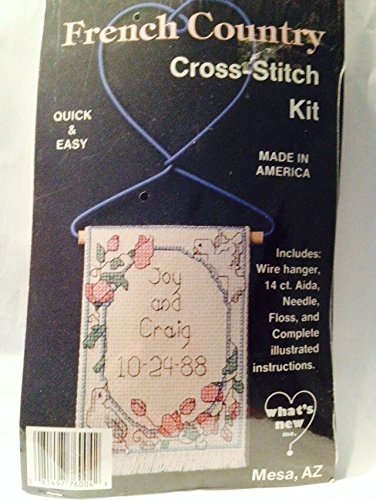 French Country
Cross-Stitch
Kit
QUICK
&
EASY
MADE IN
AMERICA
Joy
and
Craig
10-24-88
Includes:
Wire hanger,
14 ct. Aida,
Needle,
Floss, and
Complete
illustrated
instructions.
what's
new
inc.
Mesa, AZ